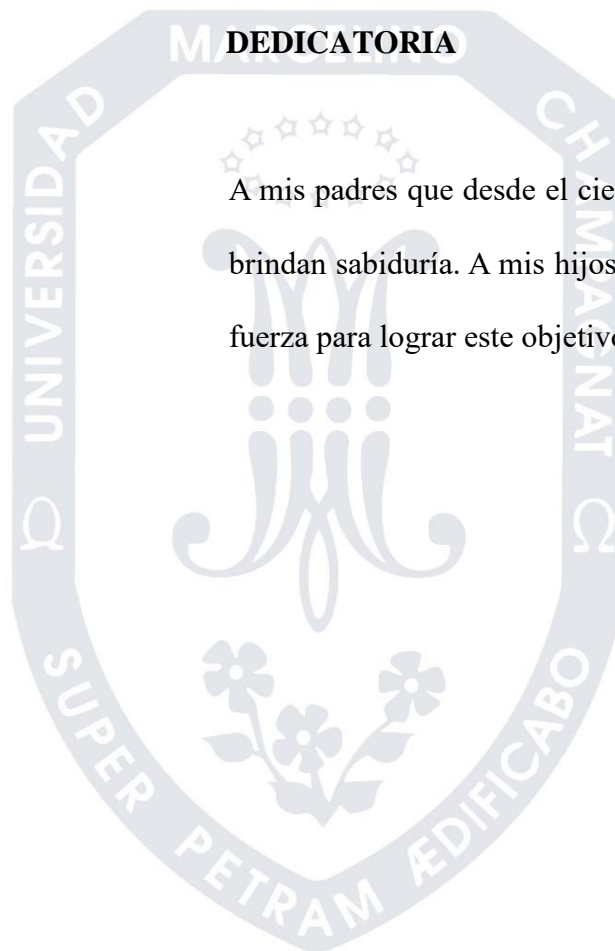 DEDICATORIA
A mis padres que desde el cie
brindan sabiduría. A mis hijos
fuerza para lograr este objetivo
UNIVERSIDAD
MARCELINO
CHAMPAGNAT
SUPER PETRAM ÆDIFICABO